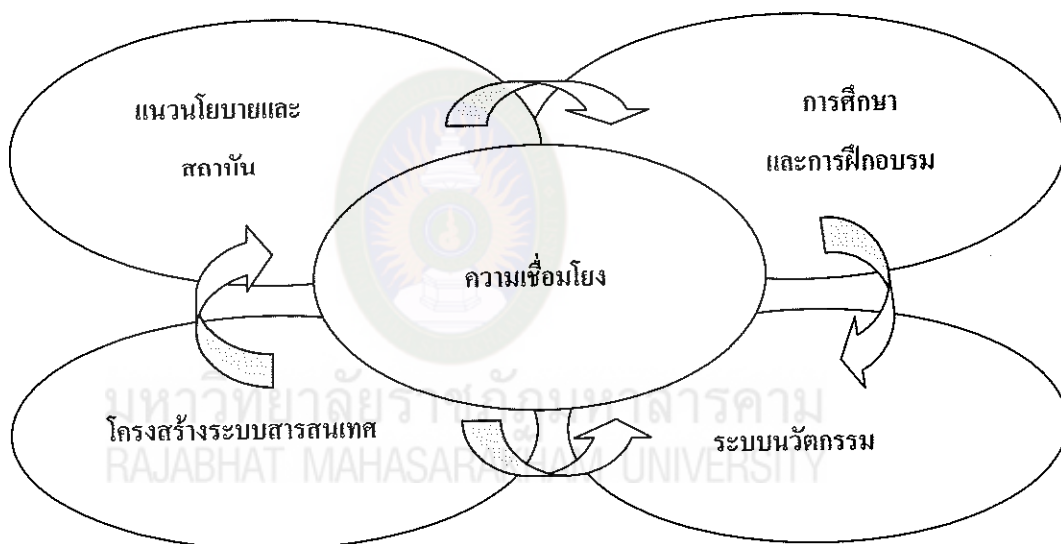 แนวนโยบายและ
สถาบัน
การศึกษา
และการฝึกอบรม
ความเชื่อมโยง
โครงสร้างระบบสารสนเทศ
ระบบนวัตกรรม
มหาวิทยาลัยราชภัฏมหาสารคาม
RAJABHAT MAHASARAKHAM UNIVERSITY